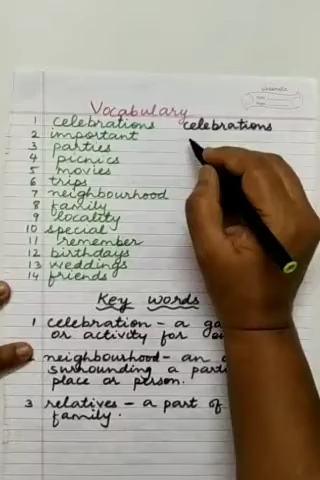 Vocabulary
1 celebrations celebrations
2 important
3 parties
4 picnics
5 movies
6 trips
7 neighbourhood
8 family
9 locality
10 special
11 remember
12 birthdays
13 weddings
14 friends
Key words
1 celebration - a
or activity for
neighbourhood - an
surrounding a
place or person.
3 relatives - a part of
family.